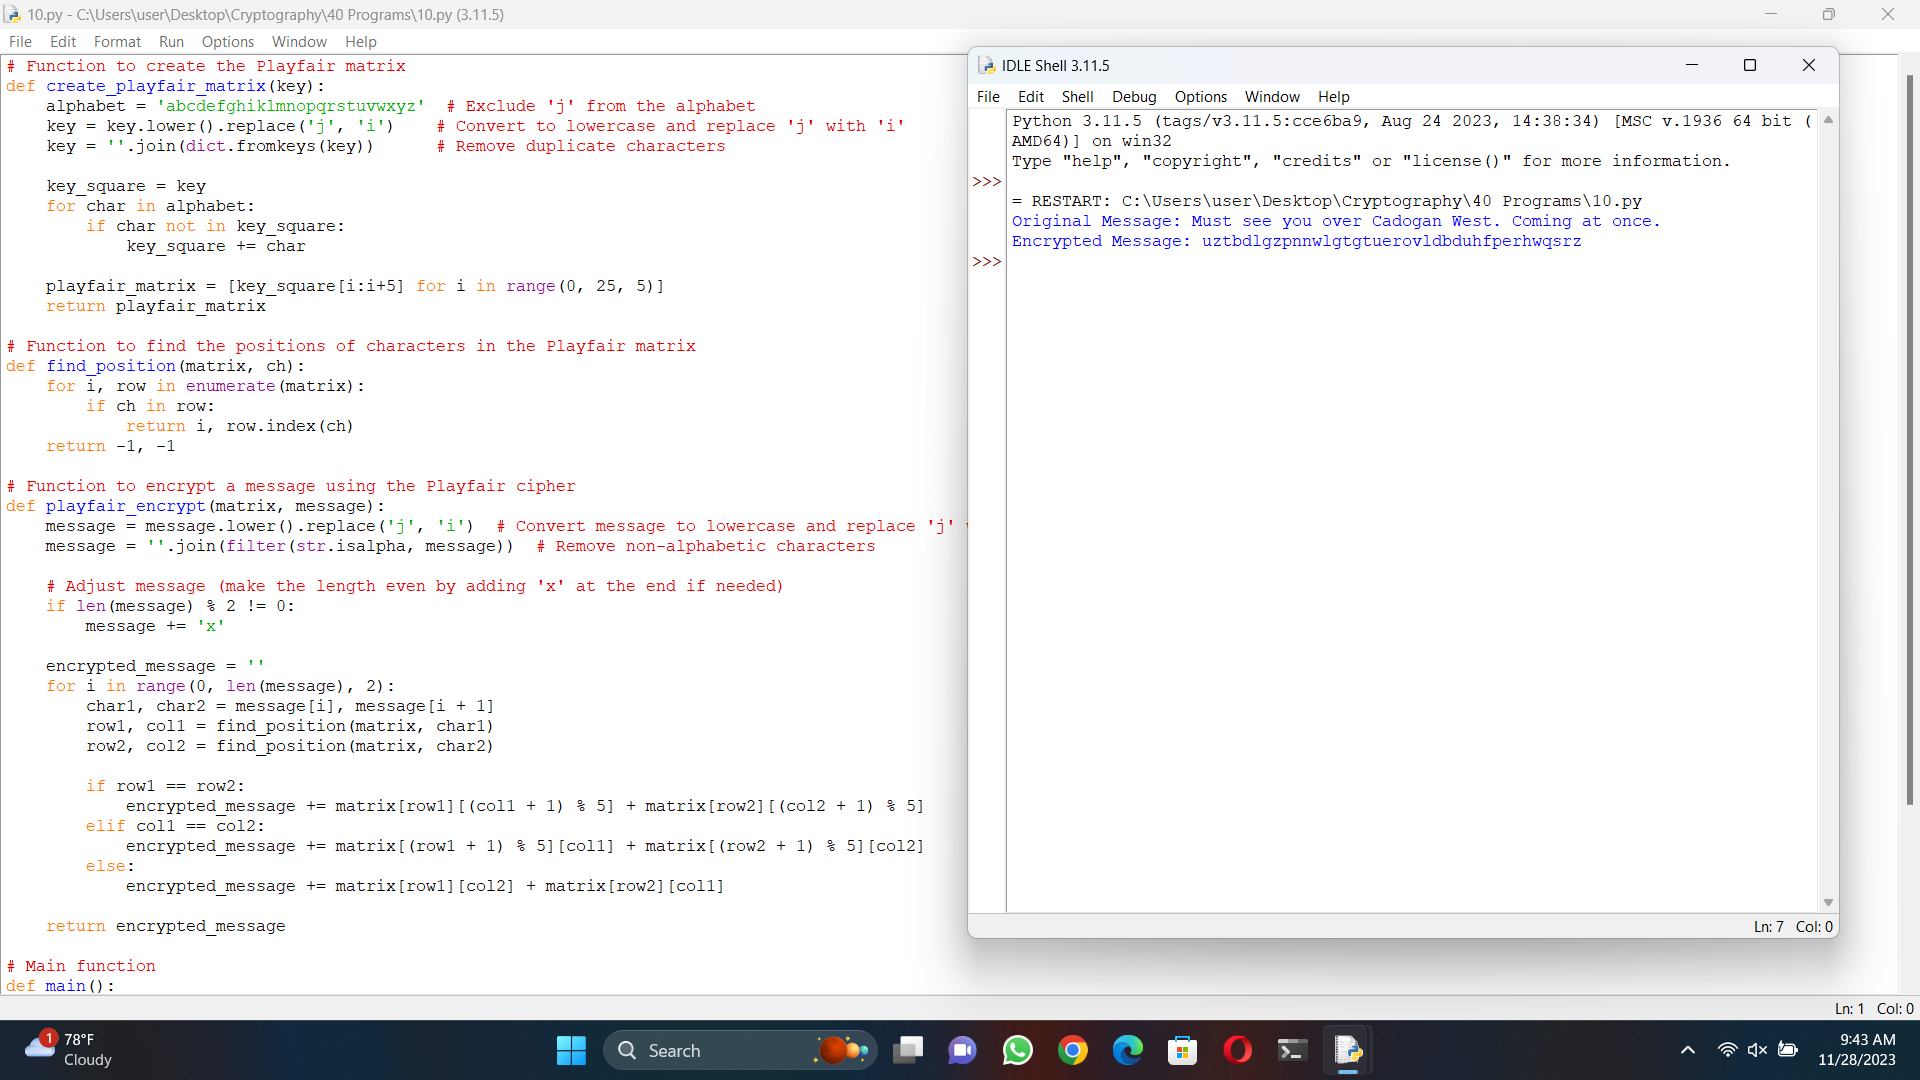 10.py - C:\Users\user\Desktop\Cryptography\40 Programs\10.py (3.11.5)
File Edit Format Run Options Window Help
# Function to create the Playfair matrix
def create_playfair_matrix(key):
    alphabet = 'abcdefghiklmnopqrstuvwxyz'  # Exclude 'j' from the alphabet
    key = key.lower().replace('j', 'i')    # Convert to lowercase and replace 'j' with 'i'
    key = ''.join(dict.fromkeys(key))      # Remove duplicate characters
    key_square = key
    for char in alphabet:
        if char not in key_square:
            key_square += char
    playfair_matrix = [key_square[i:i+5] for i in range(0, 25, 5)]
    return playfair_matrix
# Function to find the positions of characters in the Playfair matrix
def find_position(matrix, ch):
    for i, row in enumerate(matrix):
        if ch in row:
            return i, row.index(ch)
    return -1, -1
# Function to encrypt a message using the Playfair cipher
def playfair_encrypt(matrix, message):
    message = message.lower().replace('j', 'i')  # Convert message to lowercase and replace 'j'
    message = ''.join(filter(str.isalpha, message))  # Remove non-alphabetic characters
    # Adjust message (make the length even by adding 'x' at the end if needed)
    if len(message) % 2 != 0:
        message += 'x'
    encrypted_message = ''
    for i in range(0, len(message), 2):
        char1, char2 = message[i], message[i + 1]
        row1, col1 = find_position(matrix, char1)
        row2, col2 = find_position(matrix, char2)
        if row1 == row2:
            encrypted_message += matrix[row1][(col1 + 1) % 5] + matrix[row2][(col2 + 1) % 5]
        elif col1 == col2:
            encrypted_message += matrix[(row1 + 1) % 5][col1] + matrix[(row2 + 1) % 5][col2]
        else:
            encrypted_message += matrix[row1][col2] + matrix[row2][col1]
    return encrypted_message
# Main function
def main():
Ln: 1 Col: 0
IDLE Shell 3.11.5
File Edit Shell Debug Options Window Help
Python 3.11.5 (tags/v3.11.5:cce6ba9, Aug 24 2023, 14:38:34) [MSC v.1936 64 bit (
AMD64)] on win32
Type "help", "copyright", "credits" or "license()" for more information.
>>>
= RESTART: C:\Users\user\Desktop\Cryptography\40 Programs\10.py
Original Message: Must see you over Cadogan West. Coming at once.
Encrypted Message: uztbdlgzpnnwlgtgtuerovldbduhfperhwqsrz
>>>
Ln: 7 Col: 0
1
78°F
Cloudy
Search
9:43 AM
11/28/2023